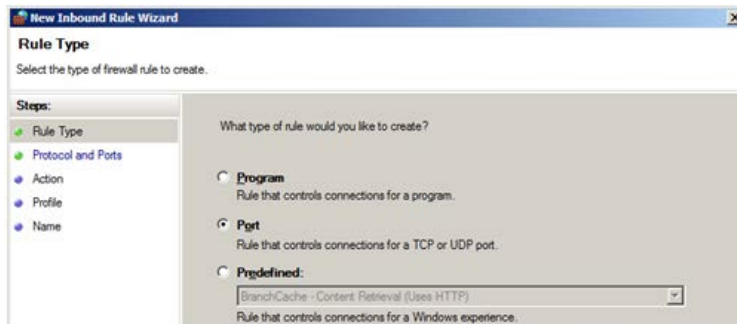 New Inbound Rule Wizard
Rule Type
Select the type of firewall rule to create.
Steps:
Rule Type
Protocol and Ports
Action
Profile
Name
What type of rule would you like to create?
Program
Rule that controls connections for a program.
Port
Rule that controls connections for a TCP or UDP port.
Predefined:
BranchCache - Content Retrieval (Uses HTTP)
Rule that controls connections for a Windows experience.